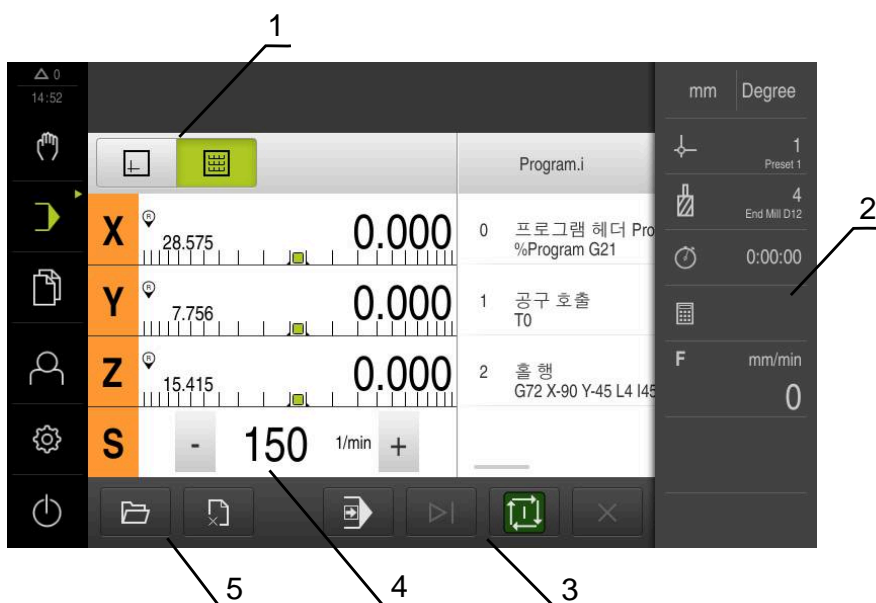 1
0
14:52
mm Degree
1
Preset 1
Program.i
4
End Mill D12
2
X R 28.575 0.000
0 프로그램 헤더 Pro
%Program G21
0:00:00
Y R 7.756 0.000
1 공구 호출
T0
Z R 15.415 0.000
2 홀 행
G72 X-90 Y-45 L4 I45
F mm/min
0
S - 150 1/min +
5 4 3